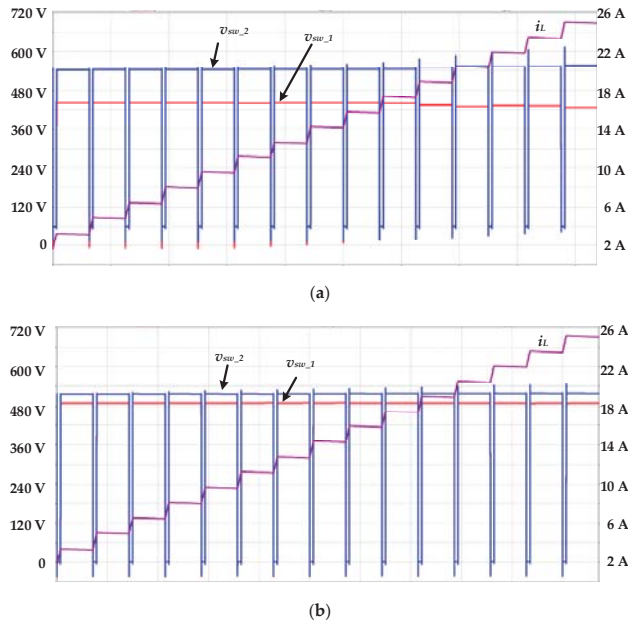 720 V
600 V
480 V
360 V
240 V
120 V
0
vsw_2
vsw_1
iL
26 A
22 A
18 A
14 A
10 A
6 A
2 A
(a)
720 V
600 V
480 V
360 V
240 V
120 V
0
vsw_2
vsw_1
iL
26 A
22 A
18 A
14 A
10 A
6 A
2 A
(b)